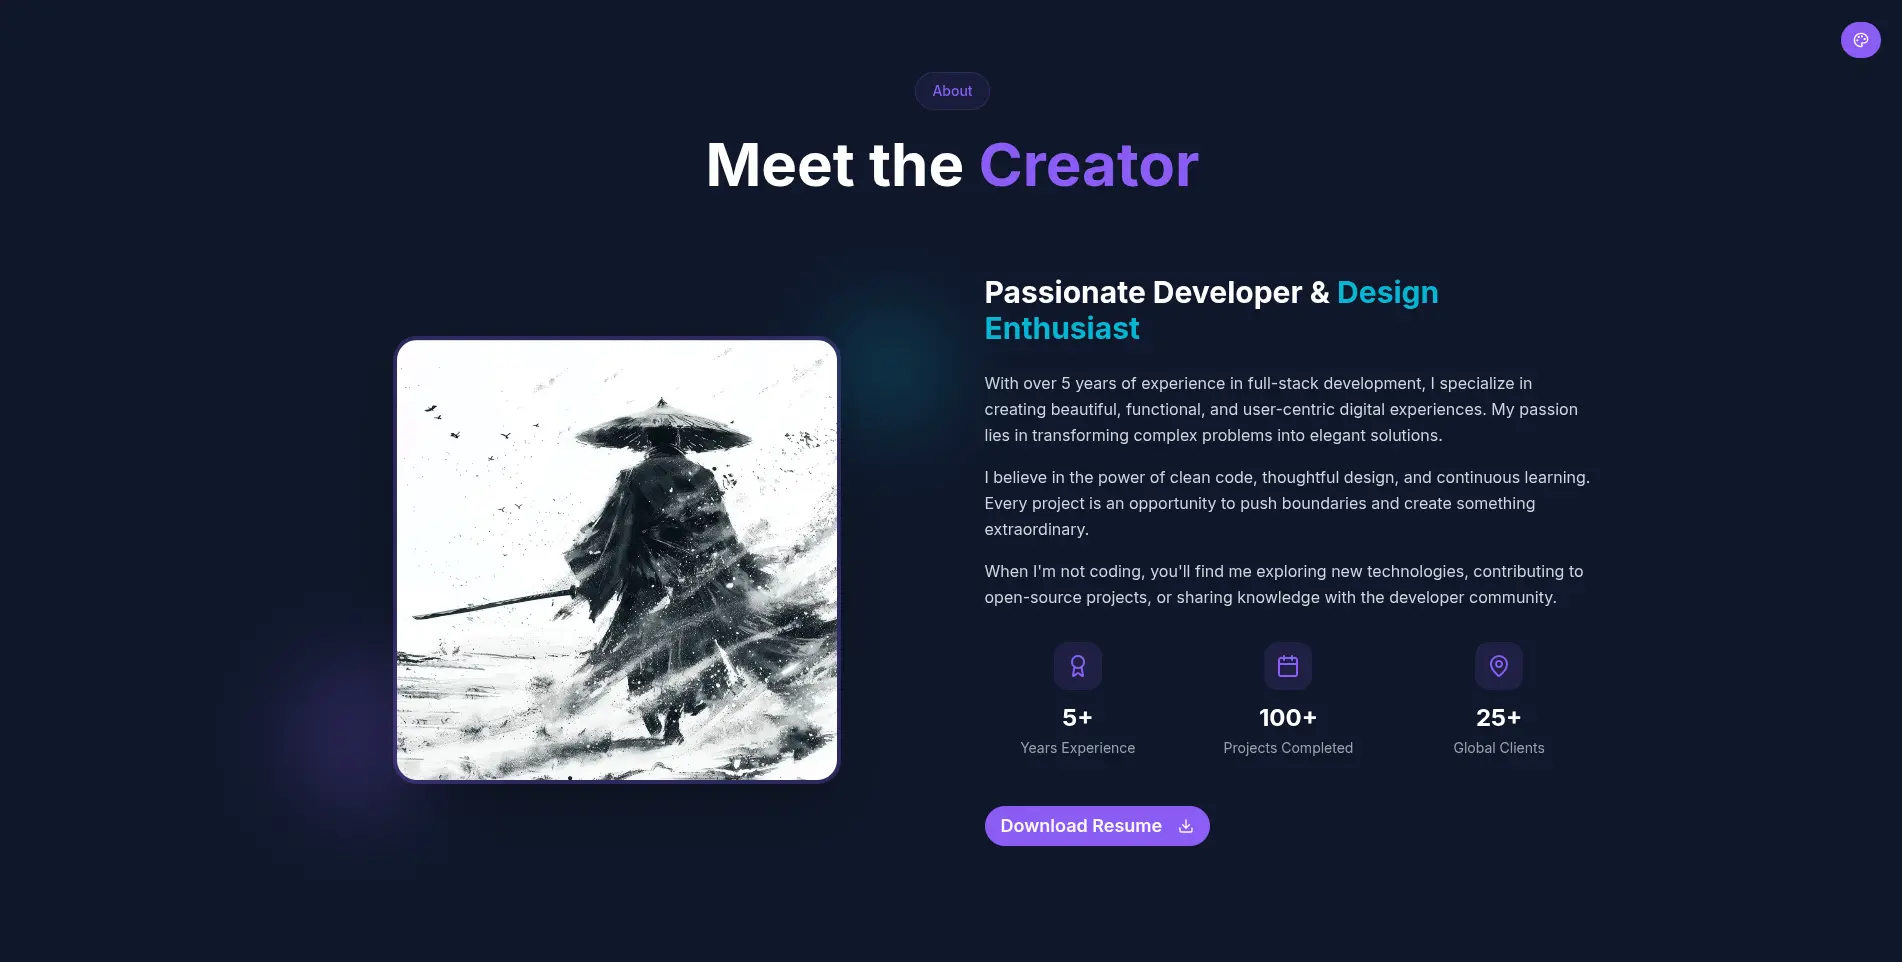 About
Meet the Creator
Passionate Developer & Design
Enthusiast
With over 5 years of experience in full-stack development, I specialize in
creating beautiful, functional, and user-centric digital experiences. My passion
lies in transforming complex problems into elegant solutions.
I believe in the power of clean code, thoughtful design, and continuous learning.
Every project is an opportunity to push boundaries and create something
extraordinary.
When I'm not coding, you'll find me exploring new technologies, contributing to
open-source projects, or sharing knowledge with the developer community.
5+
Years Experience
100+
Projects Completed
25+
Global Clients
Download Resume